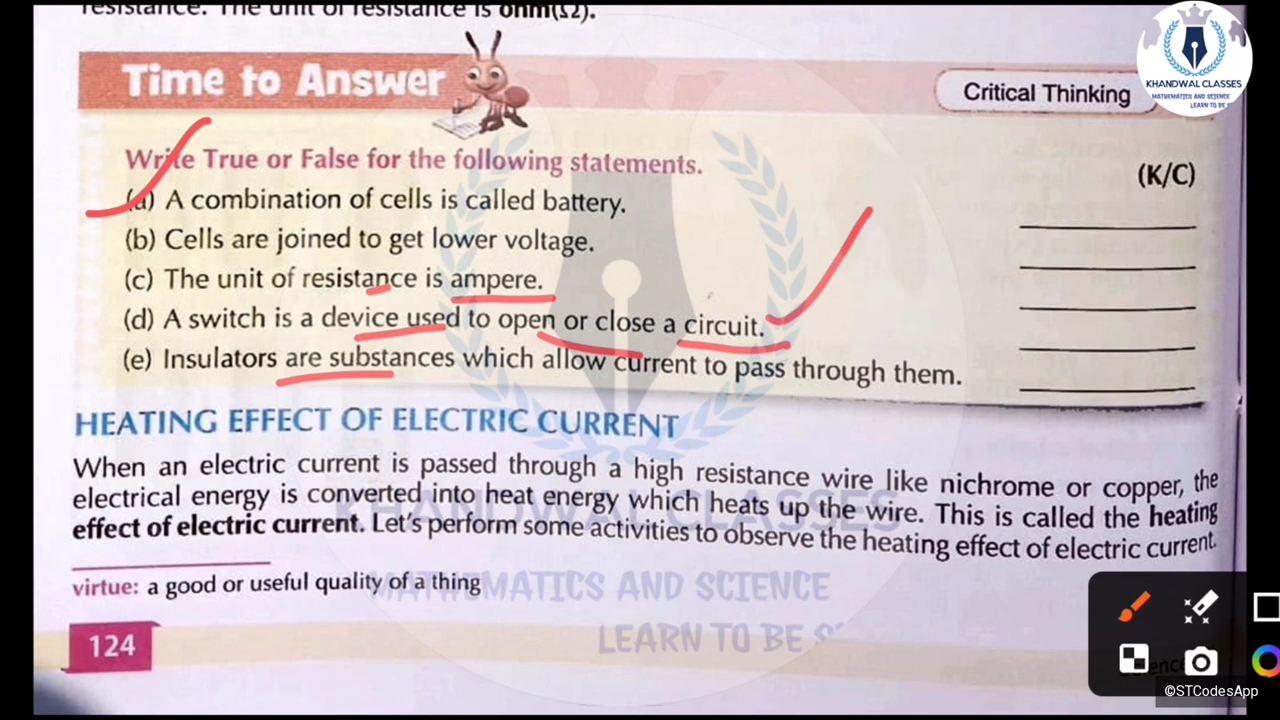 resistance. The unit of resistance is ohm(Ω).
KHANDWAL CLASSES
MATHEMATICS AND SCIENCE
LEARN TO BE
Time to Answer
Critical Thinking
Write True or False for the following statements.
(K/C)
(a) A combination of cells is called battery.
(b) Cells are joined to get lower voltage.
(c) The unit of resistance is ampere.
(d) A switch is a device used to open or close a circuit.
(e) Insulators are substances which allow current to pass through them.
HEATING EFFECT OF ELECTRIC CURRENT
When an electric current is passed through a high resistance wire like nichrome or copper, the
electrical energy is converted into heat energy which heats up the wire. This is called the heating
effect of electric current. Let's perform some activities to observe the heating effect of electric current.
KHANDWAL CLASSES
virtue: a good or useful quality of a thing
MATHEMATICS AND SCIENCE
LEARN TO BE
124
©STCodesApp